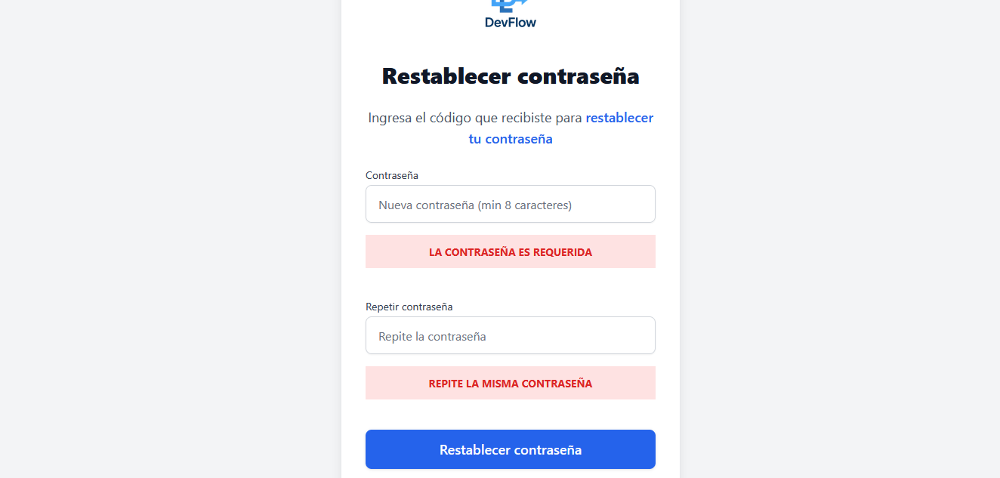 DevFlow
Restablecer contraseña
Ingresa el código que recibiste para restablecer
tu contraseña
Contraseña
Nueva contraseña (min 8 caracteres)
LA CONTRASEÑA ES REQUERIDA
Repetir contraseña
Repite la contraseña
REPITE LA MISMA CONTRASEÑA
Restablecer contraseña